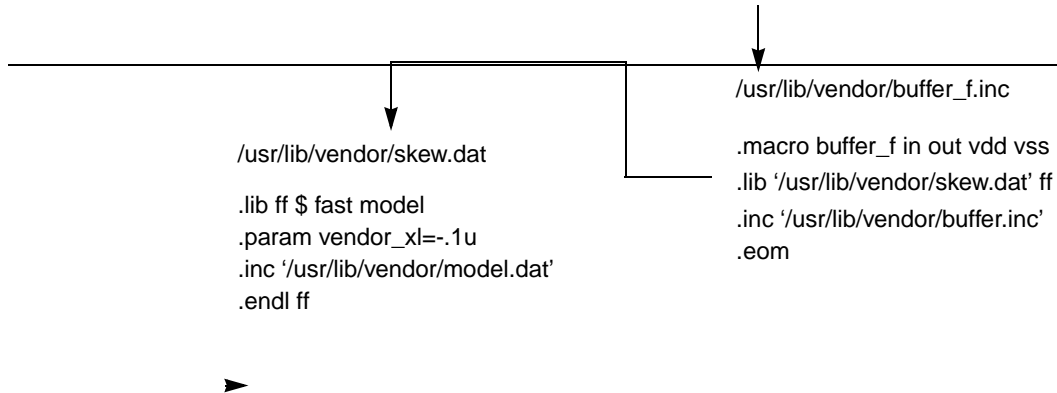 /usr/lib/vendor/buffer_f.inc
.macro buffer_f in out vdd vss
.lib ‘/usr/lib/vendor/skew.dat’ ff
.inc ‘/usr/lib/vendor/buffer.inc’
.eom
/usr/lib/vendor/skew.dat
.lib ff $ fast model
.param vendor_xl=-.1u
.inc ‘/usr/lib/vendor/model.dat’
.endl ff